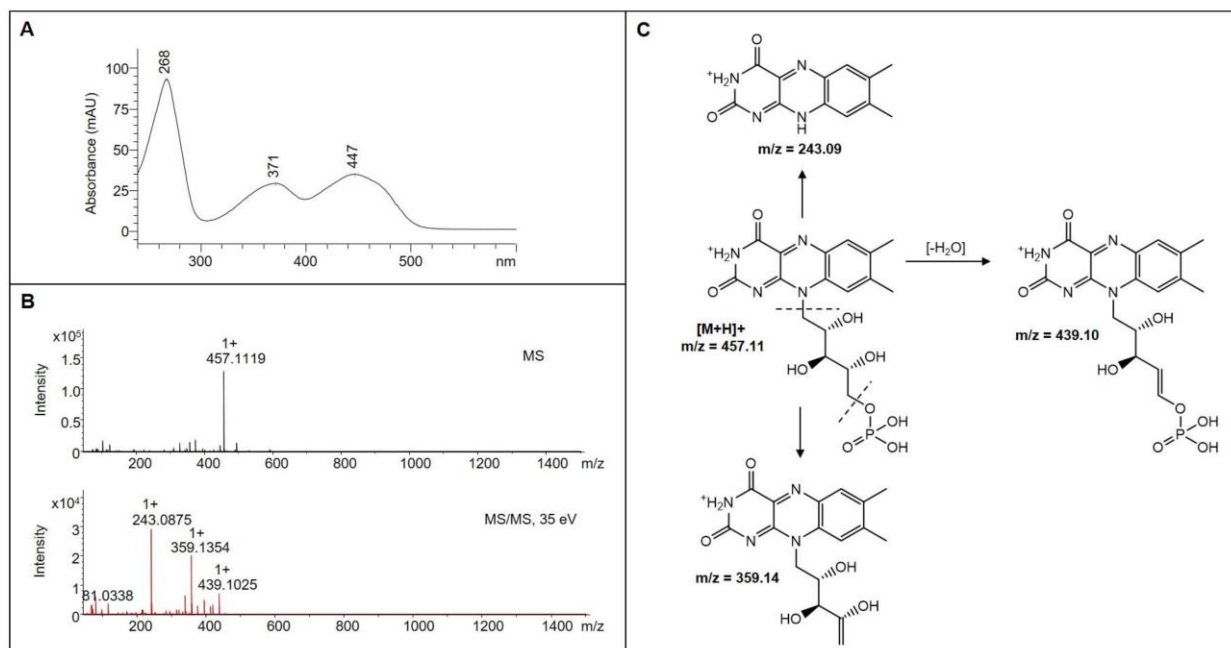 A
Absorbance (mAU)
100
75
50
25
0
268
371
447
300
400
500
nm
B
x10⁵
1.5
1.0
0.5
0
Intensity
1+
457.1119
MS
200
400
600
800
1000
1200
1400
m/z
x10⁴
3
2
1
0
Intensity
1+
243.0875
1+
359.1354
1+
439.1025
81.0338
MS/MS, 35 eV
200
400
600
800
1000
1200
1400
m/z
C
O
⁺H₂N
N
O
N
N
H
m/z = 243.09
O
⁺H₂N
N
O
N
N
[M+H]+
m/z = 457.11
OH
OH
HO
O
P
O
OH
OH
[-H₂O]
O
⁺H₂N
N
O
N
N
m/z = 439.10
OH
HO
O
P
O
OH
OH
O
⁺H₂N
N
O
N
N
m/z = 359.14
OH
OH
HO